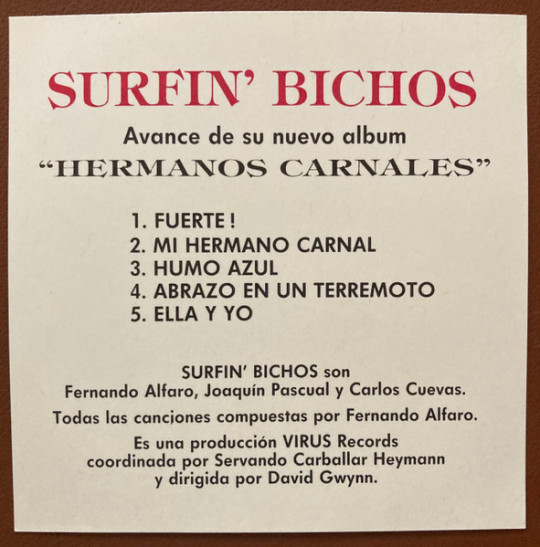 SURFIN' BICHOS
Avance de su nuevo album
“HERMANOS CARNALES”
1. FUERTE !
2. MI HERMANO CARNAL
3. HUMO AZUL
4. ABRAZO EN UN TERREMOTO
5. ELLA Y YO
SURFIN' BICHOS son
Fernando Alfaro, Joaquín Pascual y Carlos Cuevas.
Todas las canciones compuestas por Fernando Alfaro.
Es una producción VIRUS Records
coordinada por Servando Carballar Heymann
y dirigida por David Gwynn.